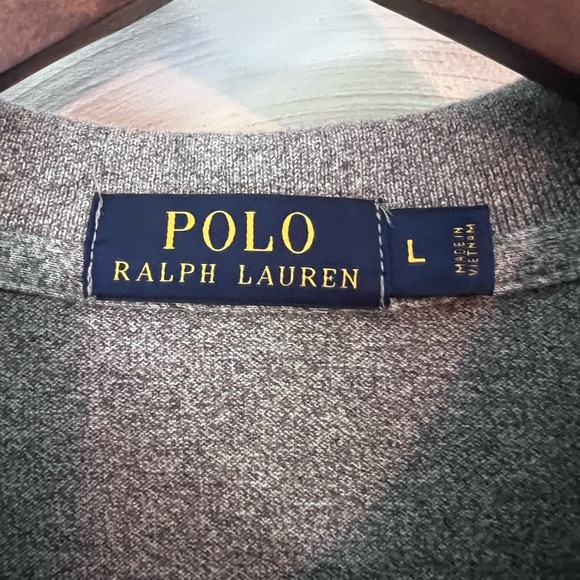 POLO
RALPH LAUREN
L
MADE IN
VIETNAM